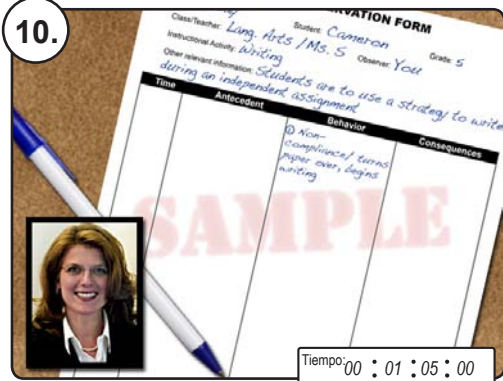 10.
RVATION FORM
Student: Cameron
Class/Teacher: Lang. Arts / Ms. S Observer: You Grade: 5
Instructional Activity: Writing
Other relevant information: Students are to use a strategy to write
during an independent assignment
Time Antecedent Behavior Consequences
① Non-
compliance/ turns
paper over, begins
writing
SAMPLE
Tiempo: 00 : 01 : 05 : 00